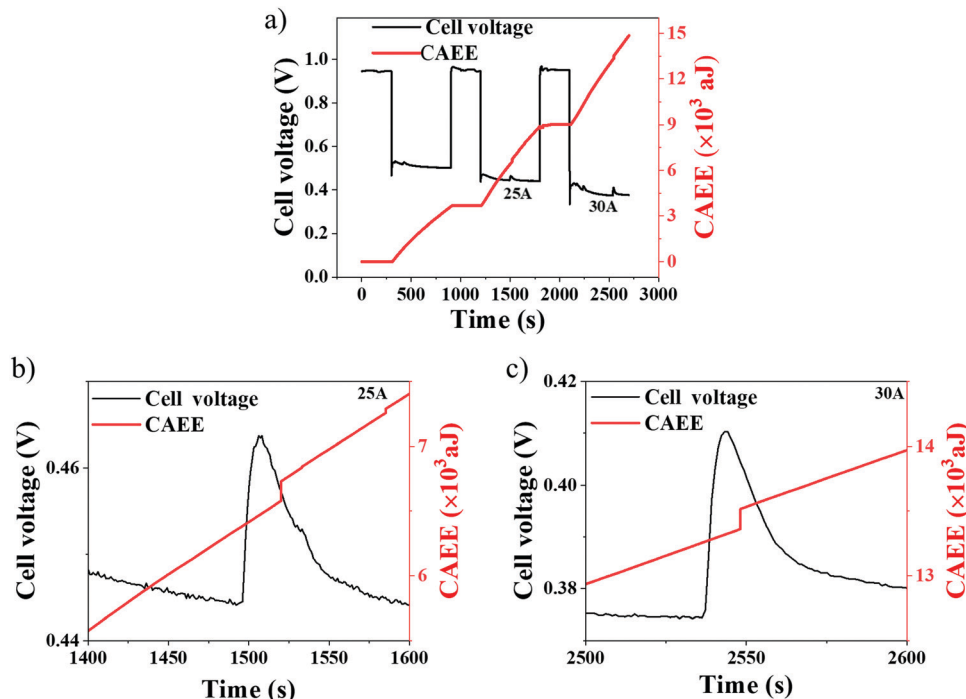 a)
Cell voltage
CAEE
Cell voltage (V)
1.0
0.8
0.6
0.4
0.2
0.0
25A
30A
15
12
9
6
3
0
CAEE (×10³ aJ)
0 500 1000 1500 2000 2500 3000
Time (s)
b)
Cell voltage
CAEE
25A
Cell voltage (V)
0.46
0.44
7
6
CAEE (×10³aJ)
1400 1450 1500 1550 1600
Time (s)
c)
Cell voltage
CAEE
30A
Cell voltage (V)
0.42
0.40
0.38
14
13
CAEE (×10³aJ)
2500 2550 2600
Time (s)